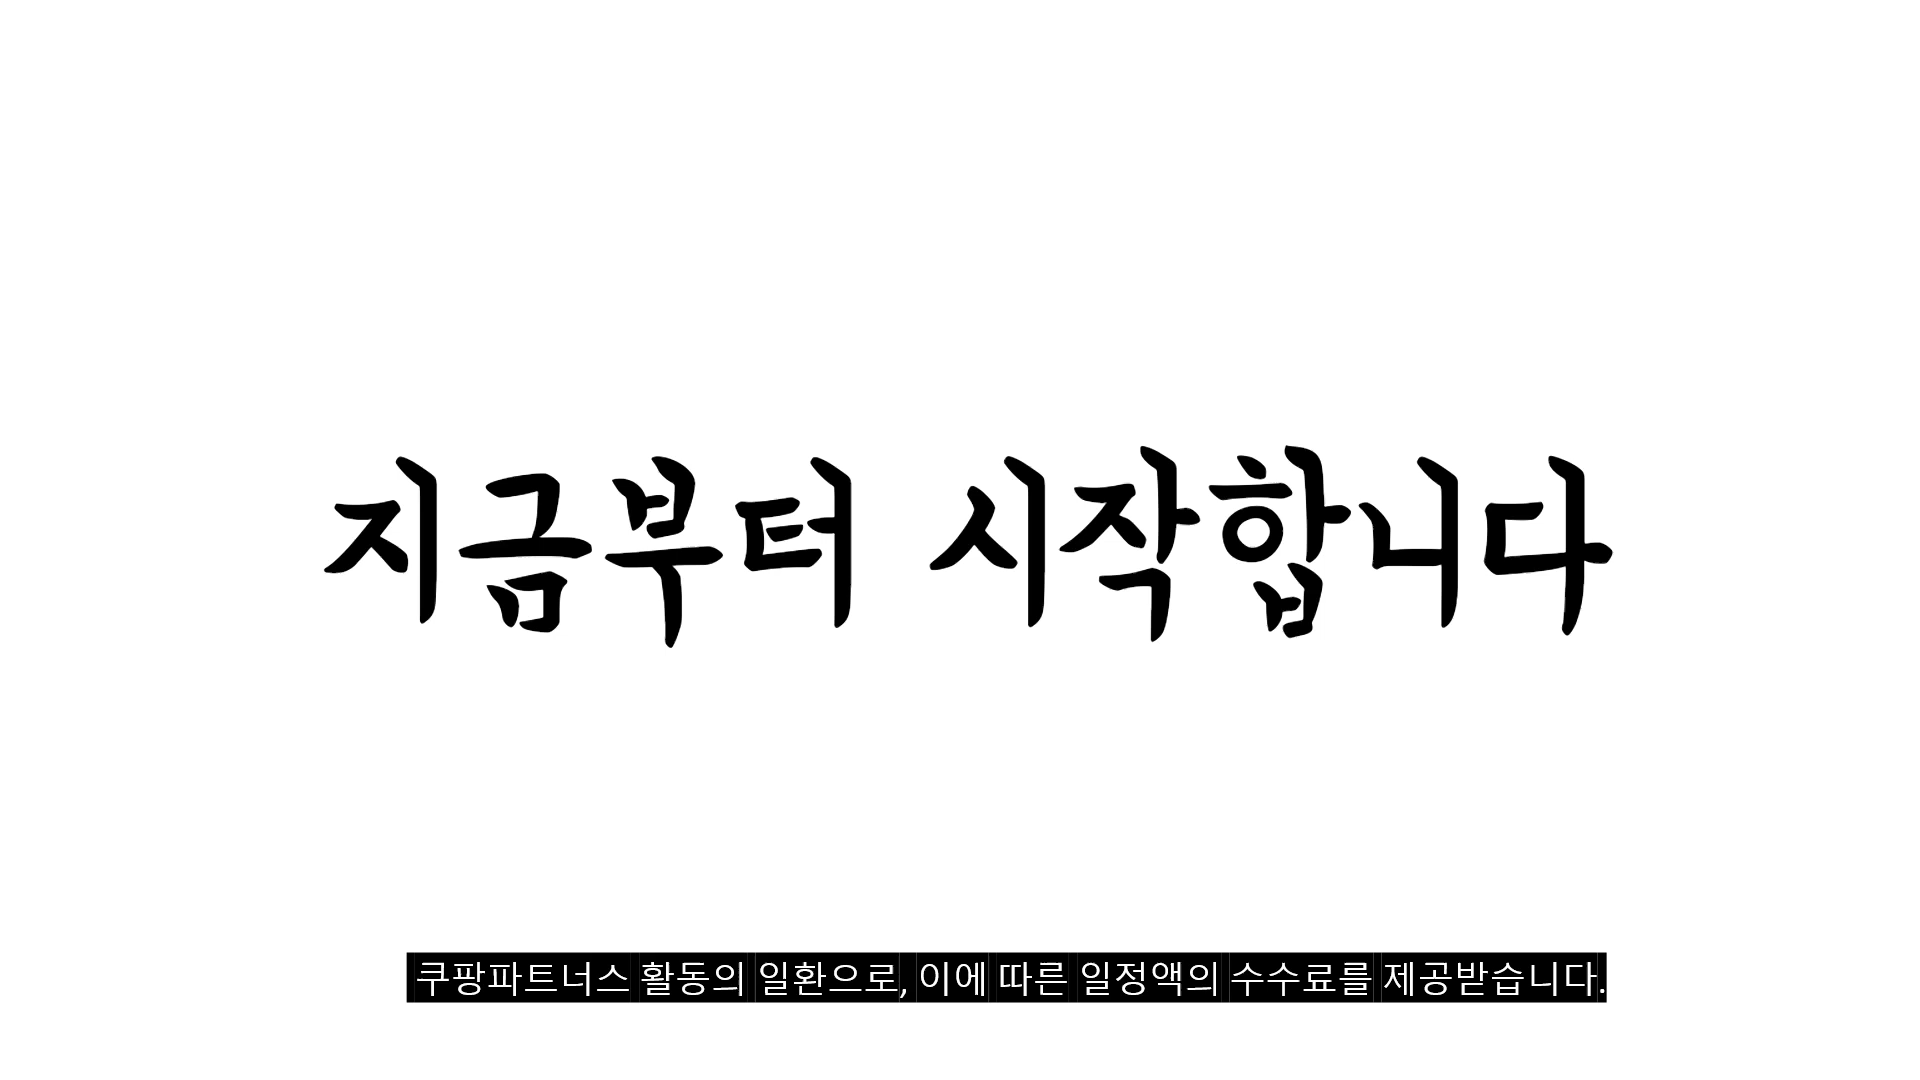 지금부터 시작합니다
쿠팡파트너스 활동의 일환으로, 이에 따른 일정액의 수수료를 제공받습니다.